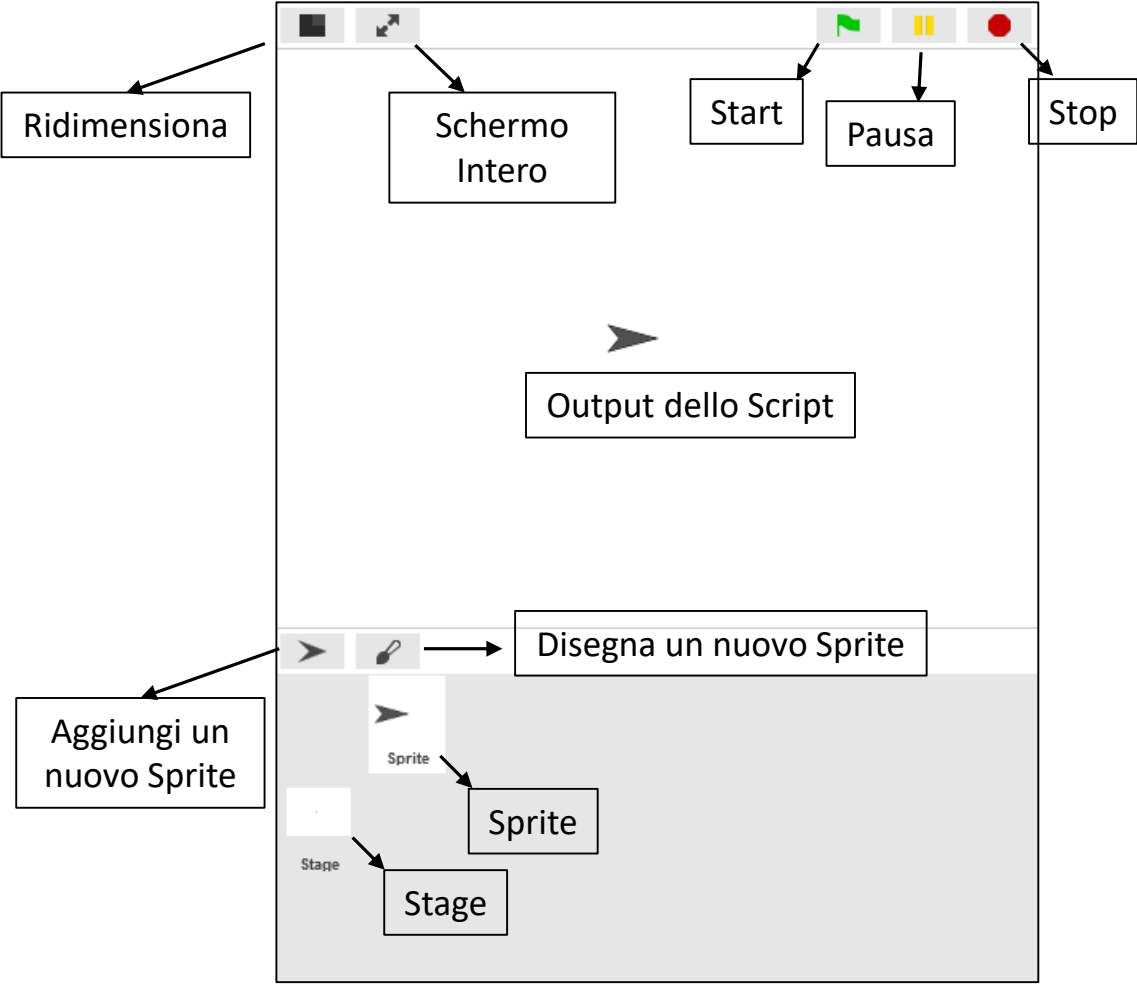 Ridimensiona
Schermo
Intero
Start
Pausa
Stop
Output dello Script
Disegna un nuovo Sprite
Aggiungi un
nuovo Sprite
Sprite
Sprite
Stage
Stage